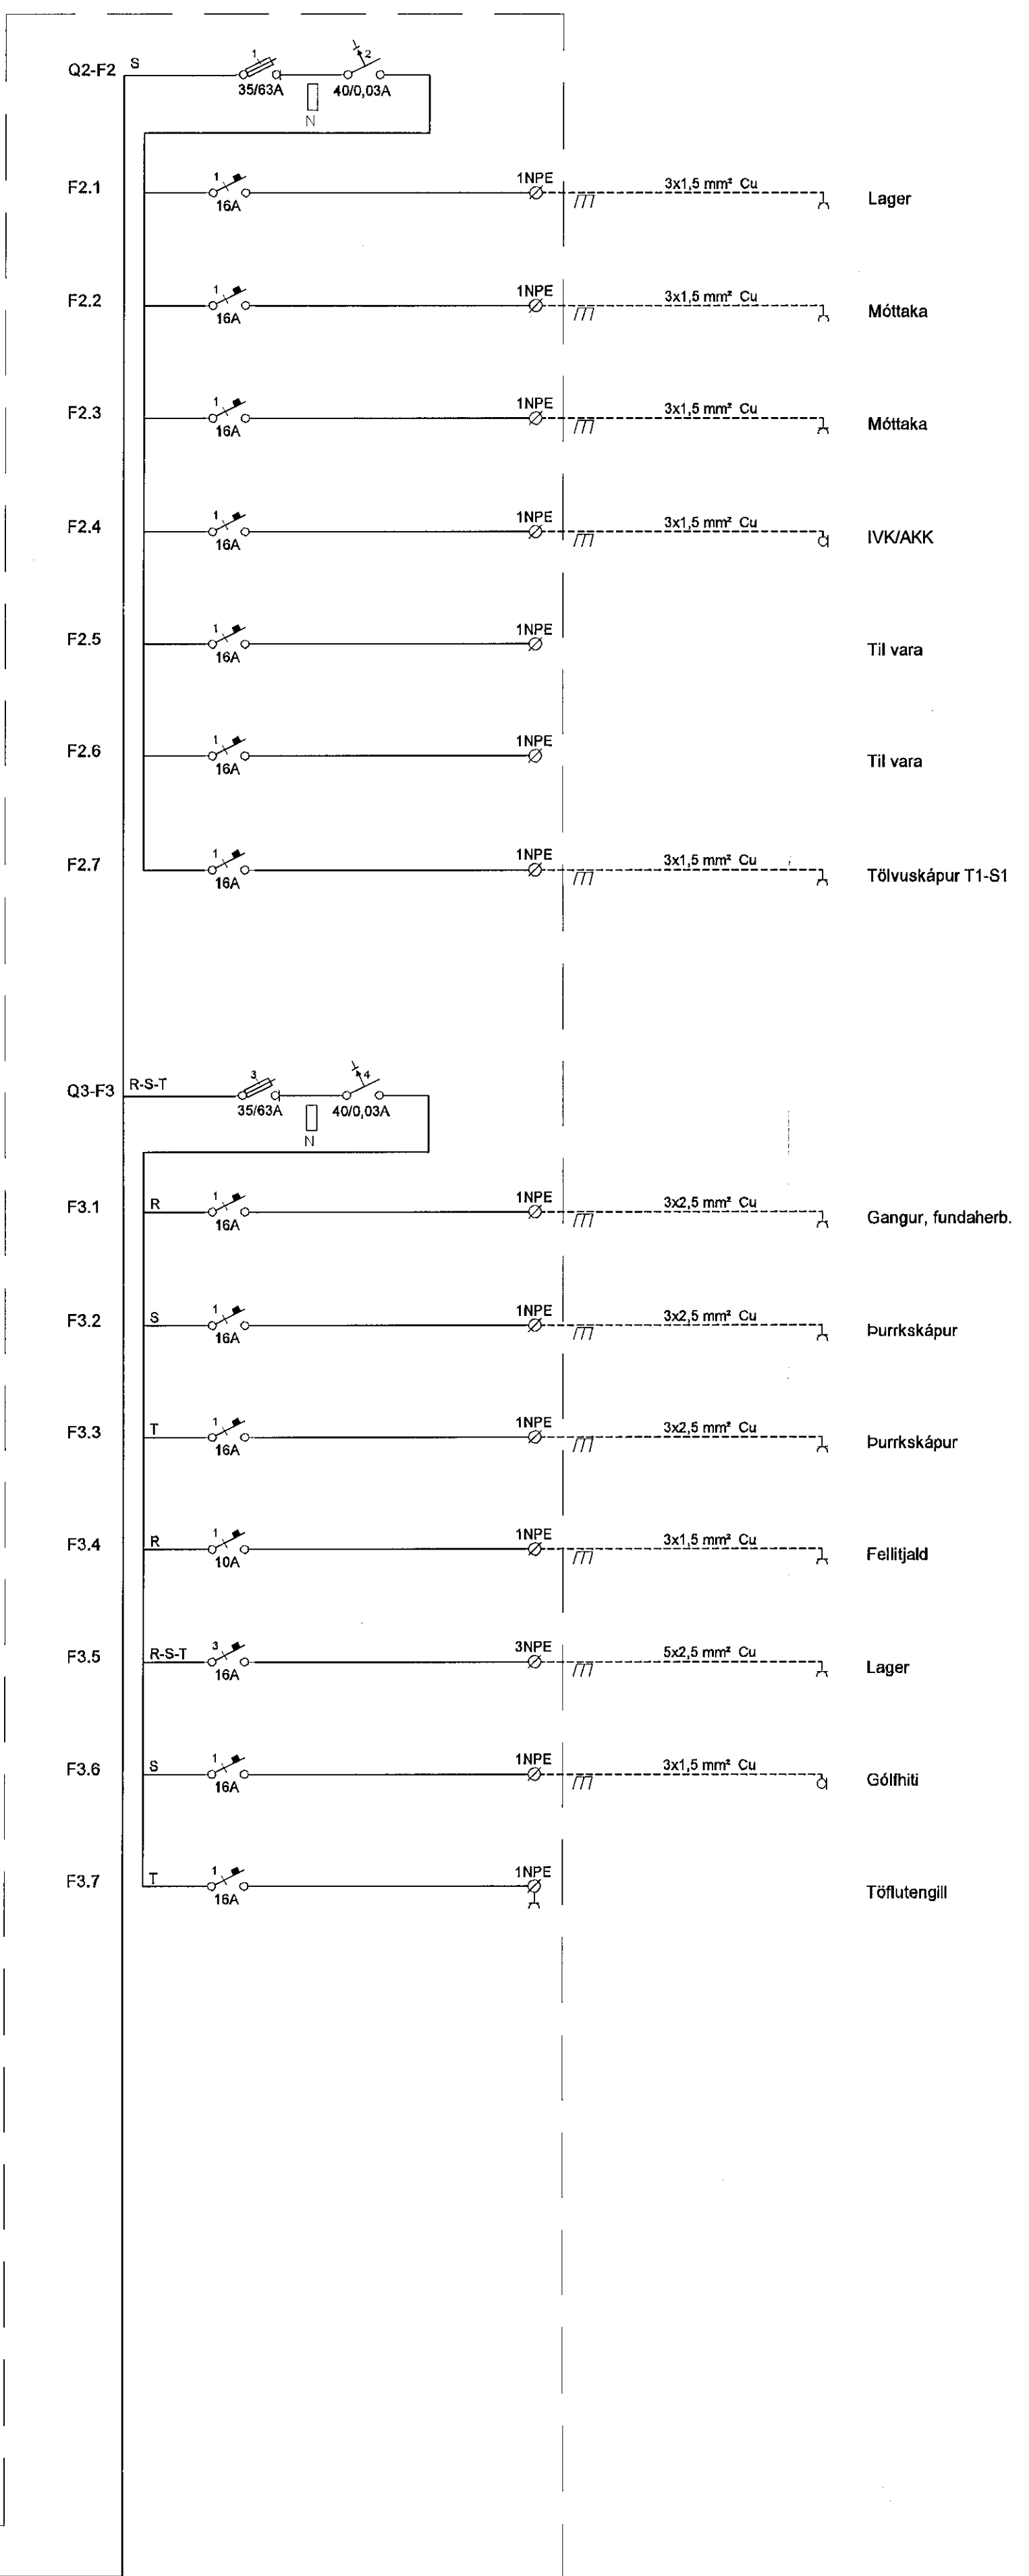 Q2-F2 S 1 2
35/63A 40/0,03A
N
F2.1 1 16A 1NPE 3x1,5 mm² Cu Lager
F2.2 1 16A 1NPE 3x1,5 mm² Cu Móttaka
F2.3 1 16A 1NPE 3x1,5 mm² Cu Móttaka
F2.4 1 16A 1NPE 3x1,5 mm² Cu IVK/AKK
F2.5 1 16A 1NPE Til vara
F2.6 1 16A 1NPE Til vara
F2.7 1 16A 1NPE 3x1,5 mm² Cu Tölvuskápur T1-S1
Q3-F3 R-S-T 3 4
35/63A 40/0,03A
N
F3.1 R 1 16A 1NPE 3x2,5 mm² Cu Gangur, fundaherb.
F3.2 S 1 16A 1NPE 3x2,5 mm² Cu Þurrkskápur
F3.3 T 1 16A 1NPE 3x2,5 mm² Cu Þurrkskápur
F3.4 R 1 10A 1NPE 3x1,5 mm² Cu Fellitjald
F3.5 R-S-T 3 16A 3NPE 5x2,5 mm² Cu Lager
F3.6 S 1 16A 1NPE 3x1,5 mm² Cu Gólfhiti
F3.7 T 1 16A 1NPE Töflutengill